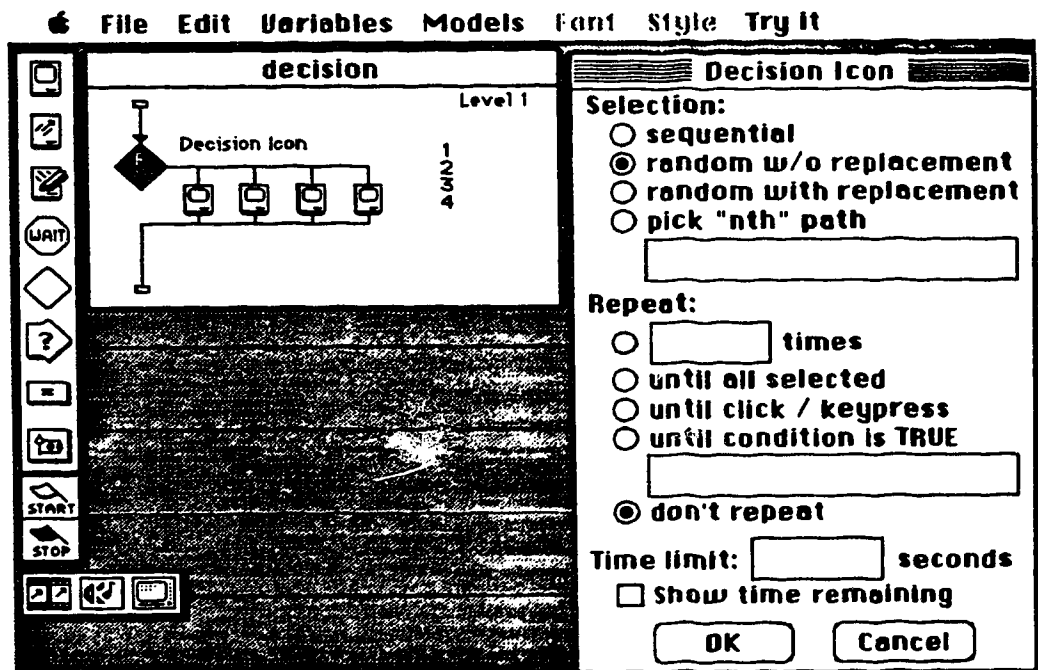 File Edit Variables Models Font Style Try It
decision
Level 1
Decision Icon
1
2
3
4
WAIT
?
=
START
STOP
Decision Icon
Selection:
sequential
random w/o replacement
random with replacement
pick "nth" path
Repeat:
times
until all selected
until click / keypress
until condition is TRUE
don't repeat
Time limit: seconds
Show time remaining
OK Cancel